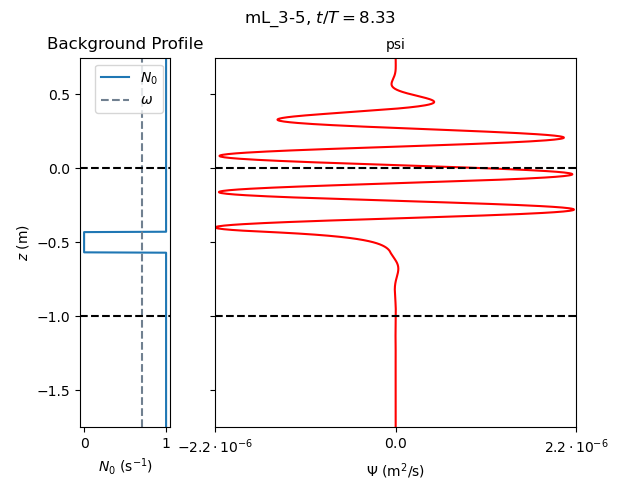 mL_3-5, t/T = 8.33
Background Profile
psi
N₀
ω
0.5
0.0
−0.5
−1.0
−1.5
z (m)
0
1
N₀ (s⁻¹)
−2.2 · 10⁻⁶
0.0
2.2 · 10⁻⁶
Ψ (m²/s)